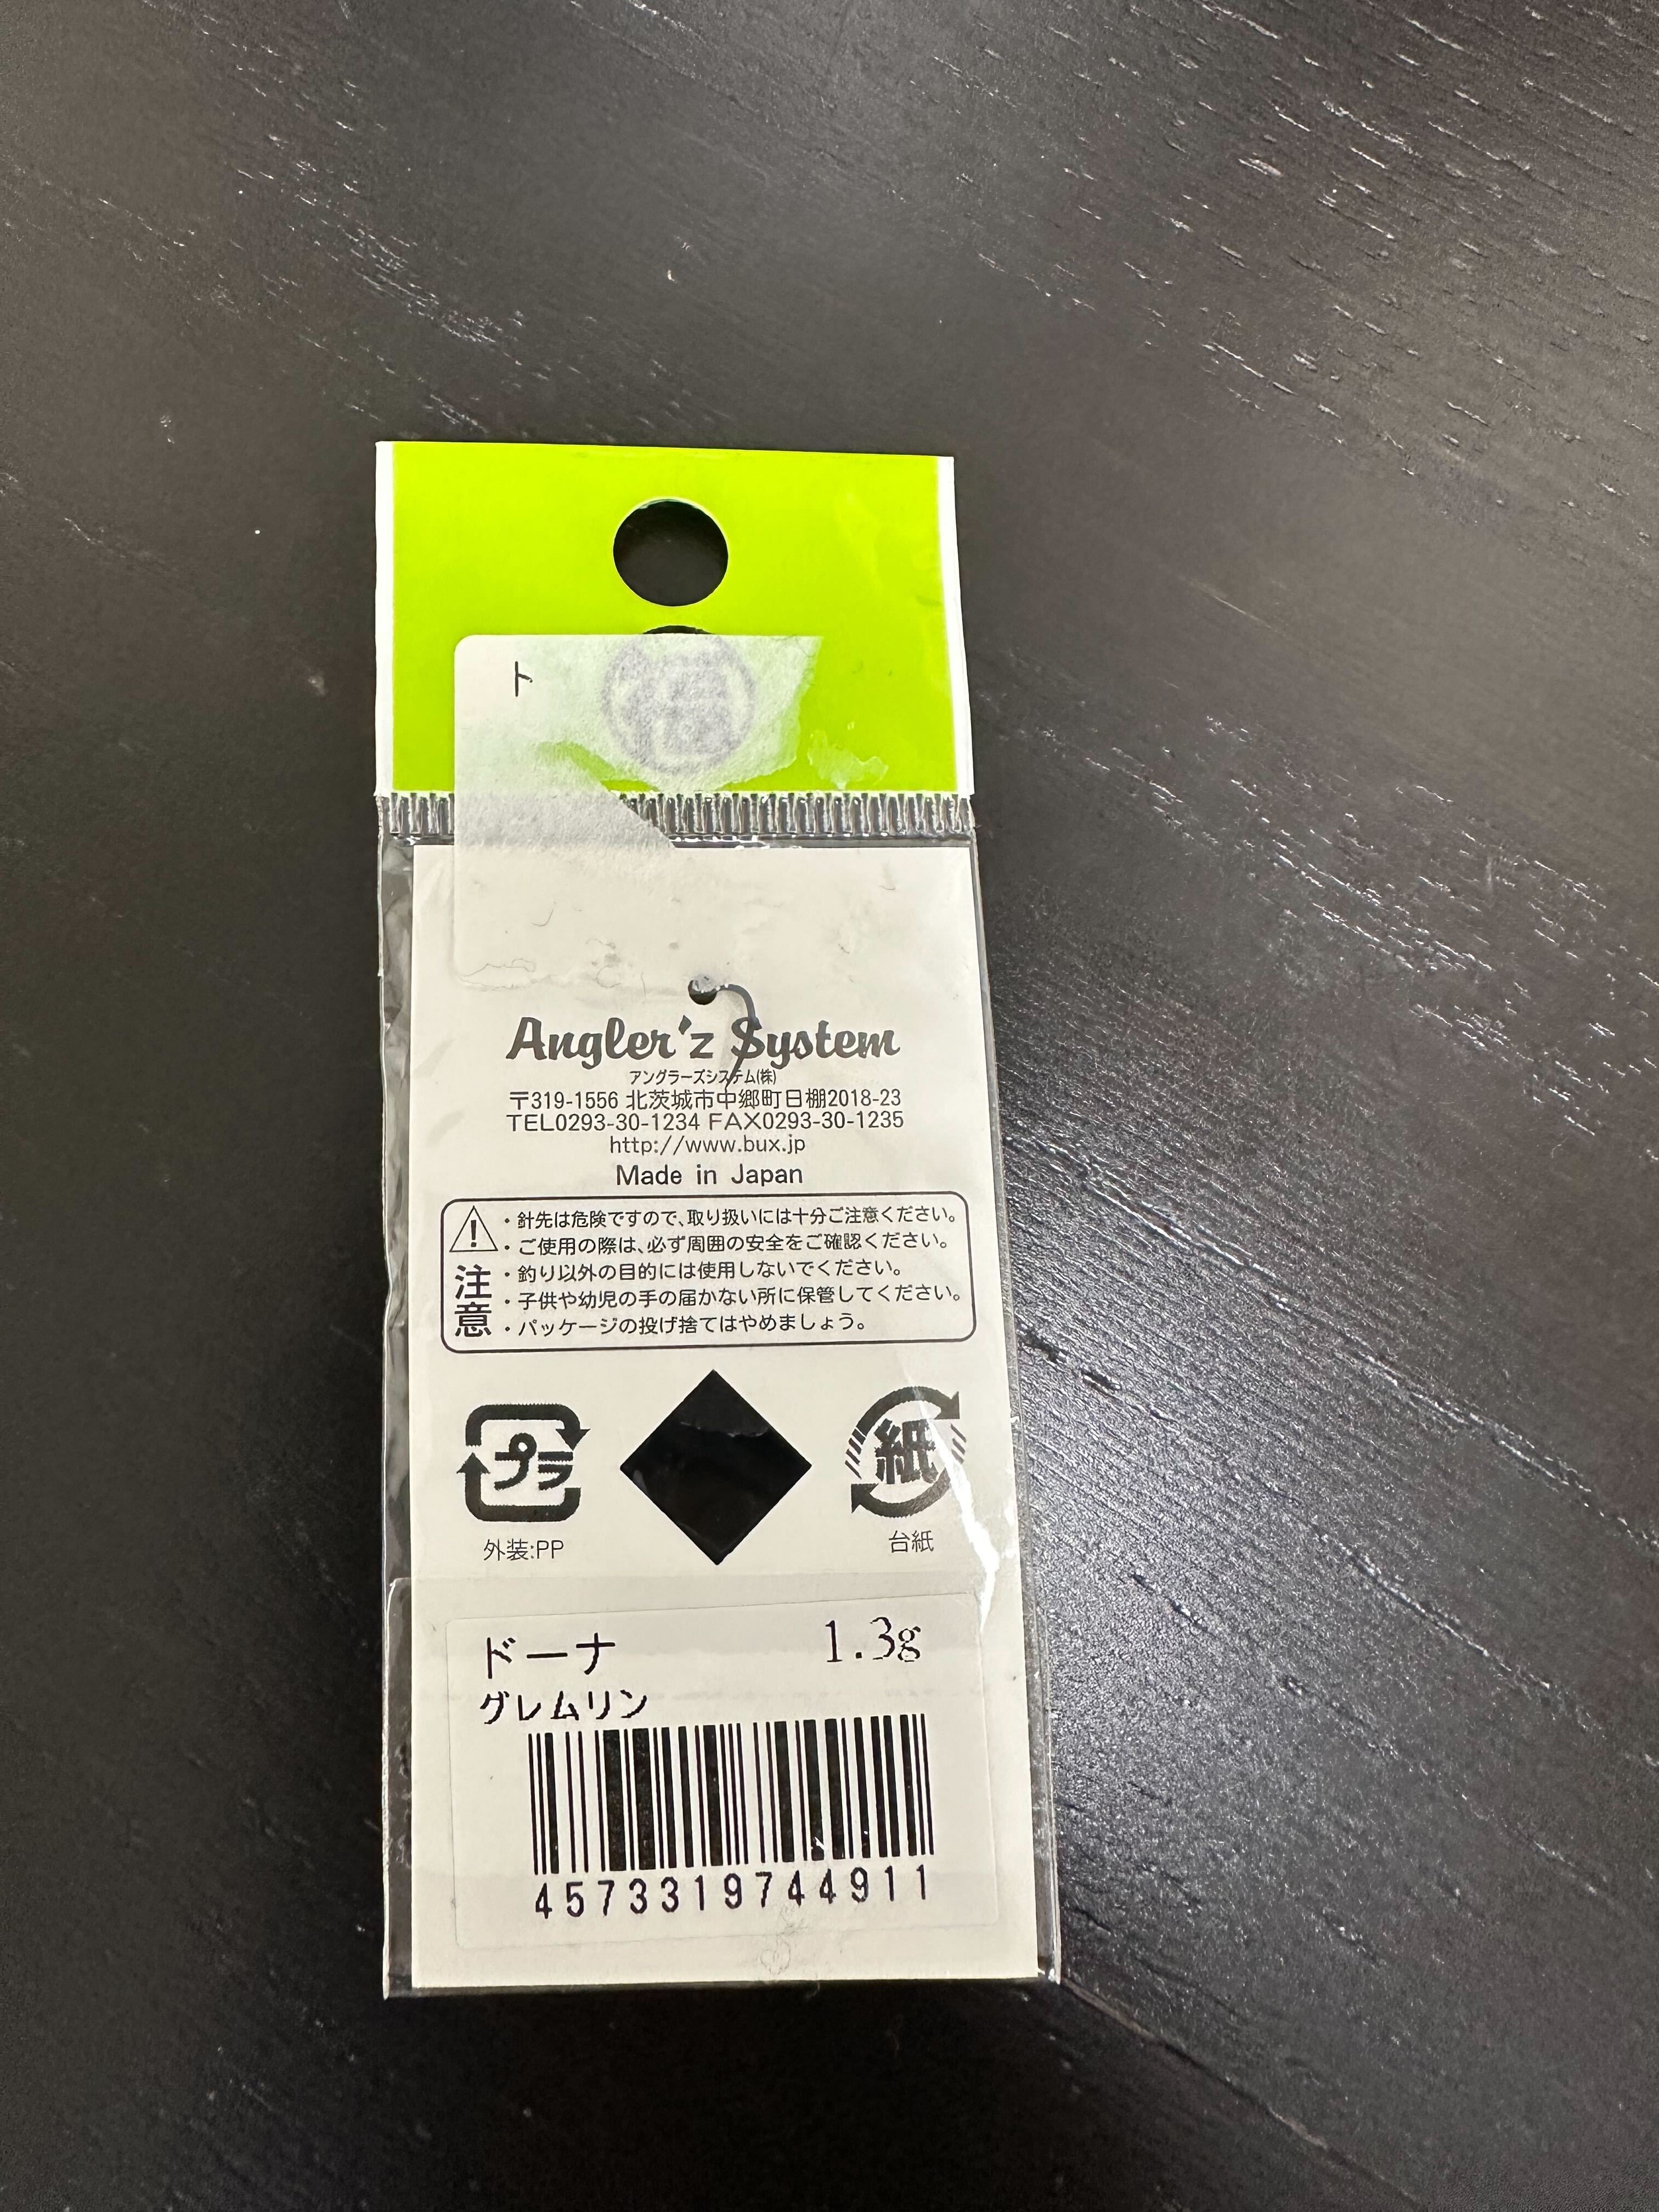 ト
福
Angler'z System
アングラーズシステム(株)
〒319-1556 北茨城市中郷町日棚2018-23
TEL0293-30-1234 FAX0293-30-1235
http://www.bux.jp
Made in Japan
・針先は危険ですので、取り扱いには十分ご注意ください。
・ご使用の際は、必ず周囲の安全をご確認ください。
注意
・釣り以外の目的には使用しないでください。
・子供や幼児の手の届かない所に保管してください。
・パッケージの投げ捨てはやめましょう。
プラ
紙
外装:PP
台紙
ドーナ 1.3g
グレムリン
4573319744911